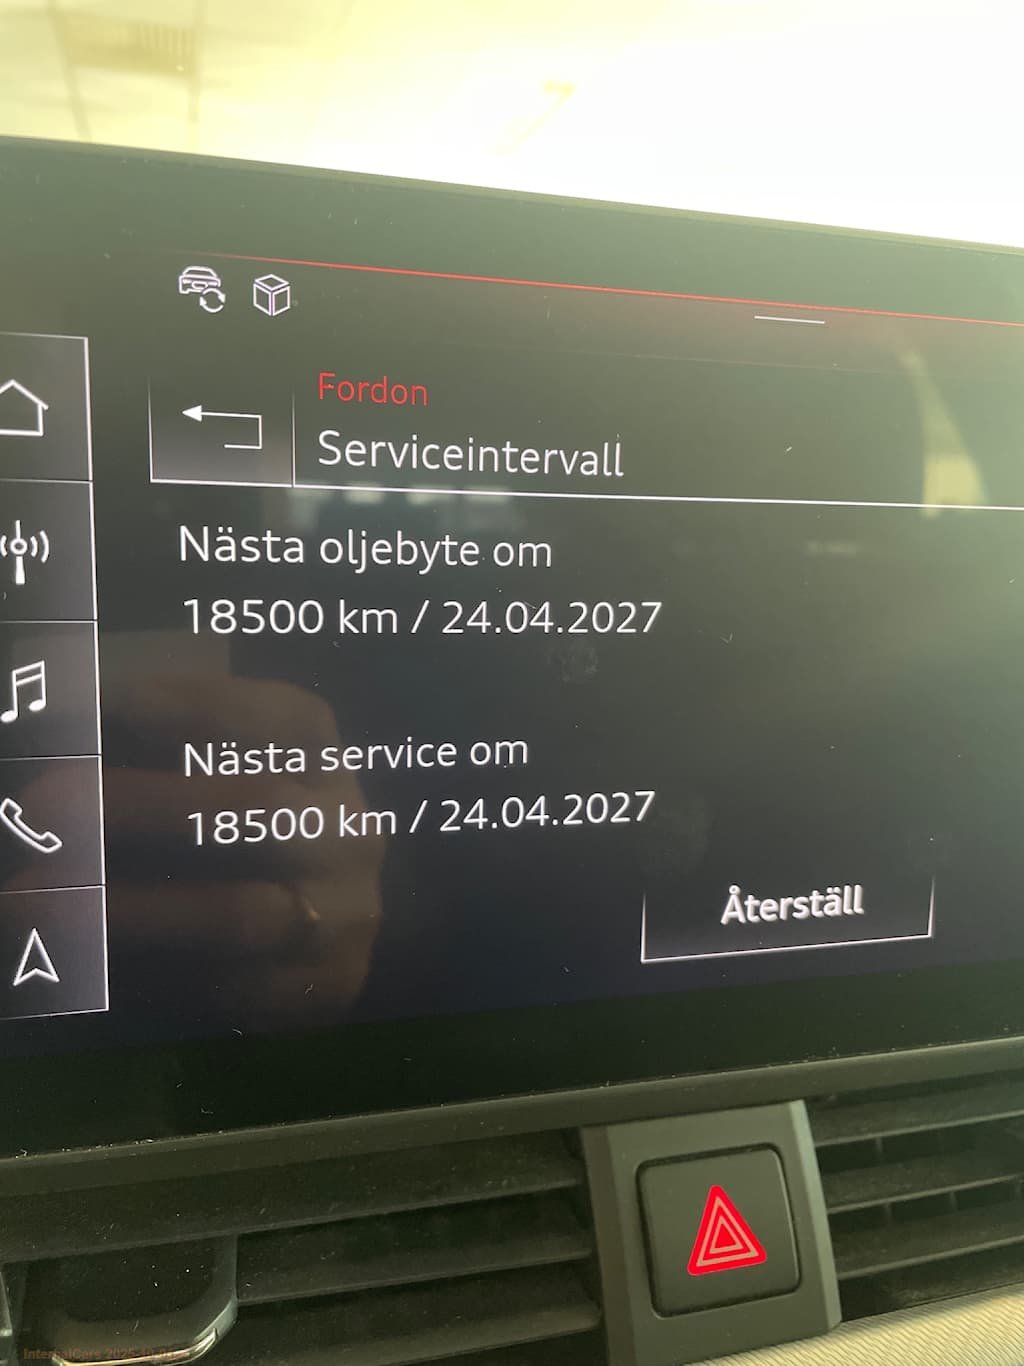 Fordon
Serviceintervall
Nästa oljebyte om
18500 km / 24.04.2027
Nästa service om
18500 km / 24.04.2027
Återställ